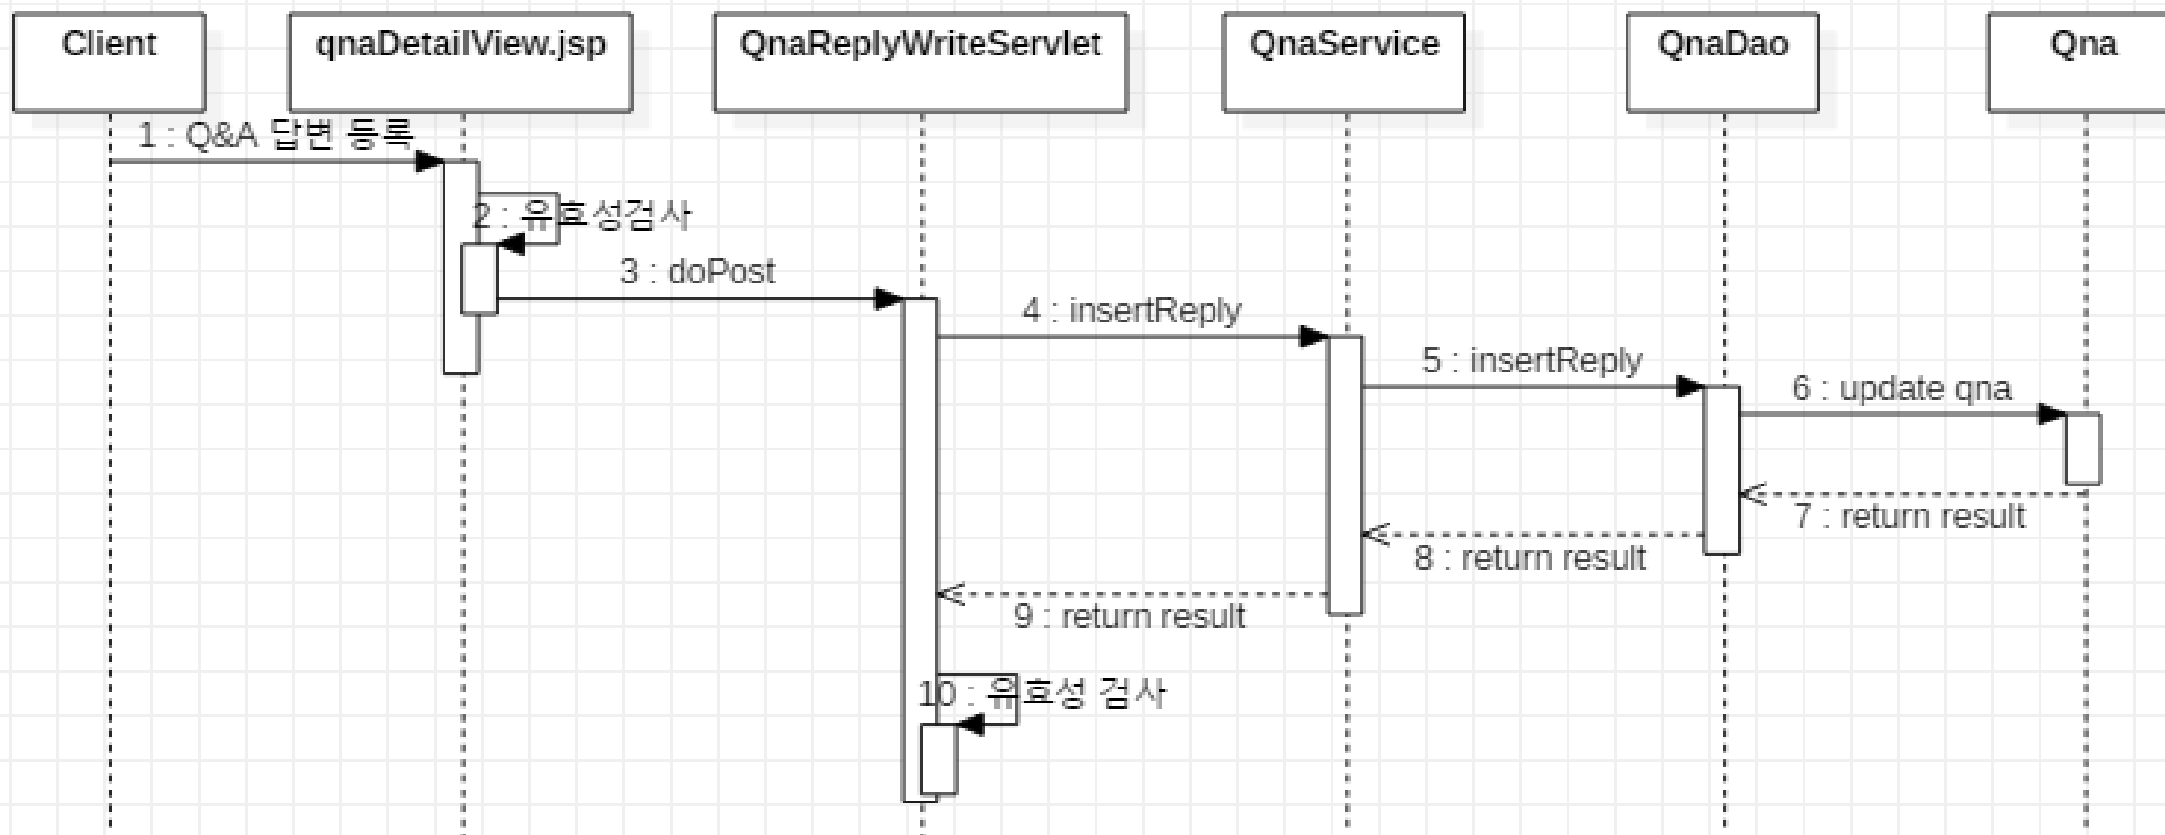 Client
qnaDetailView.jsp
QnaReplyWriteServlet
QnaService
QnaDao
Qna
1 : Q&A 답변 등록
2 : 유효성검사
3 : doPost
4 : insertReply
5 : insertReply
6 : update qna
7 : return result
8 : return result
9 : return result
10 : 유효성 검사